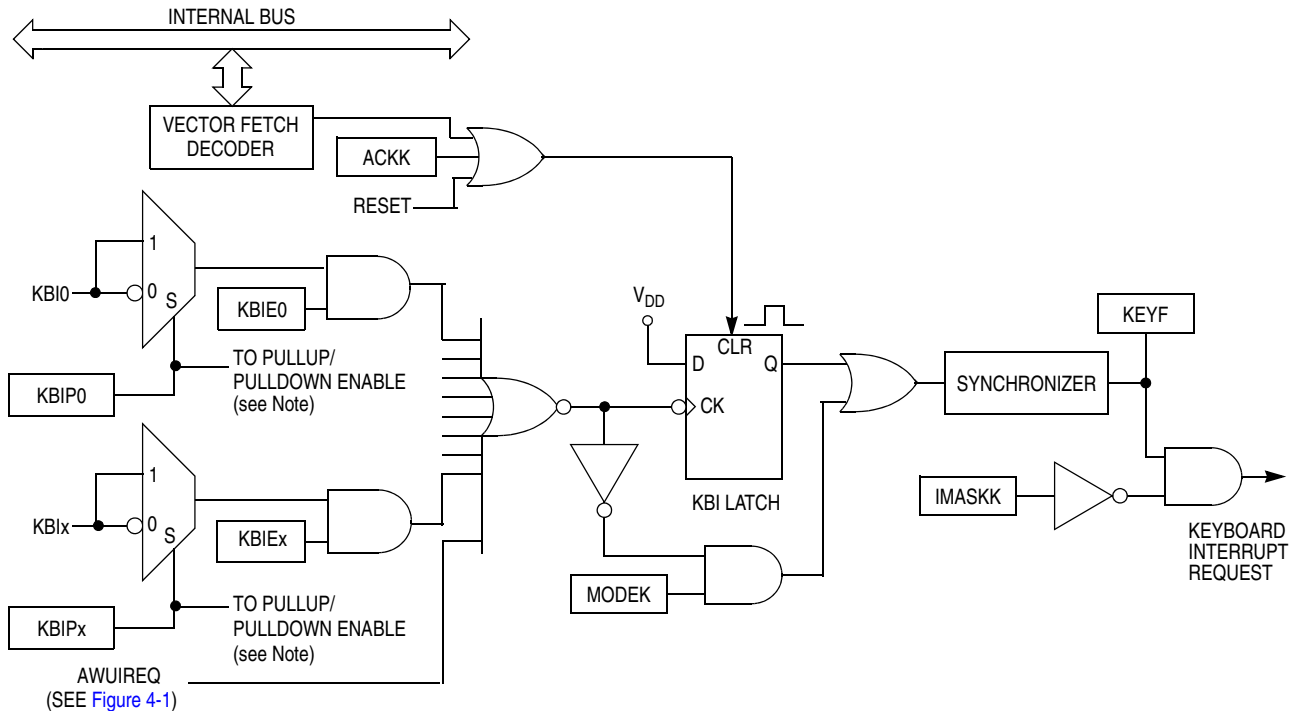 INTERNAL BUS
VECTOR FETCH
DECODER
ACKK
RESET
1
KBI0
0
S
KBIE0
TO PULLUP/
PULLDOWN ENABLE
(see Note)
KBIP0
VDD
CLR
D
Q
CK
KBI LATCH
SYNCHRONIZER
KEYF
1
KBIx
0
S
KBIEx
TO PULLUP/
PULLDOWN ENABLE
(see Note)
KBIPx
MODEK
IMASKK
KEYBOARD
INTERRUPT
REQUEST
AWUIREQ
(SEE Figure 4-1)